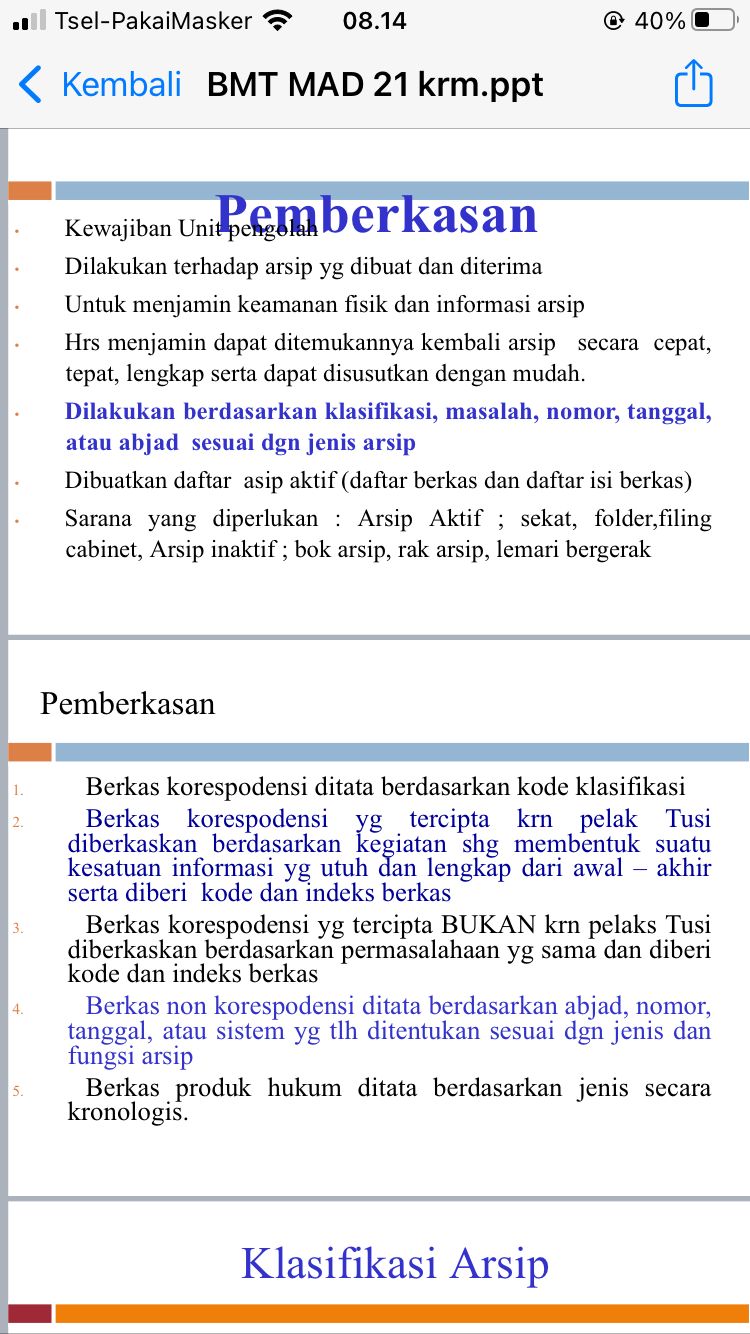 Tsel-PakaiMasker 08.14 40%
Kembali BMT MAD 21 krm.ppt
Pemberkasan
• Kewajiban Unit pengolah
• Dilakukan terhadap arsip yg dibuat dan diterima
• Untuk menjamin keamanan fisik dan informasi arsip
• Hrs menjamin dapat ditemukannya kembali arsip secara cepat,
tepat, lengkap serta dapat disusutkan dengan mudah.
• Dilakukan berdasarkan klasifikasi, masalah, nomor, tanggal,
atau abjad sesuai dgn jenis arsip
• Dibuatkan daftar asip aktif (daftar berkas dan daftar isi berkas)
• Sarana yang diperlukan : Arsip Aktif ; sekat, folder,filing
cabinet, Arsip inaktif ; bok arsip, rak arsip, lemari bergerak
Pemberkasan
1. Berkas korespodensi ditata berdasarkan kode klasifikasi
2. Berkas korespodensi yg tercipta krn pelak Tusi
diberkaskan berdasarkan kegiatan shg membentuk suatu
kesatuan informasi yg utuh dan lengkap dari awal – akhir
serta diberi kode dan indeks berkas
3. Berkas korespodensi yg tercipta BUKAN krn pelaks Tusi
diberkaskan berdasarkan permasalahaan yg sama dan diberi
kode dan indeks berkas
4. Berkas non korespodensi ditata berdasarkan abjad, nomor,
tanggal, atau sistem yg tlh ditentukan sesuai dgn jenis dan
fungsi arsip
5. Berkas produk hukum ditata berdasarkan jenis secara
kronologis.
Klasifikasi Arsip